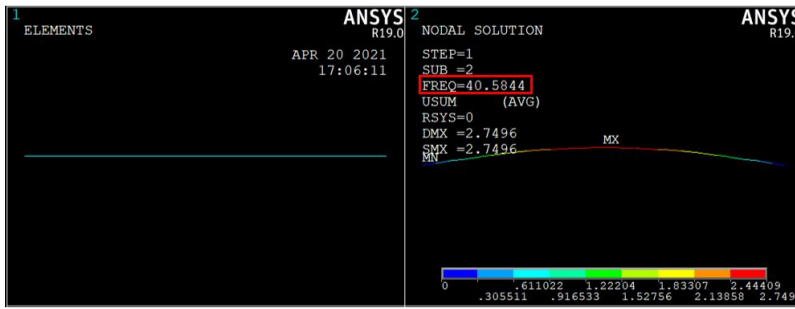 1
ANSYS
R19.0
ELEMENTS
APR 20 2021
17:06:11
2
ANSYS
R19.
NODAL SOLUTION
STEP=1
SUB =2
FREQ=40.5844
USUM (AVG)
RSYS=0
DMX =2.7496
SMX =2.7496
MN
MX
0 .611022 1.22204 1.83307 2.44409
.305511 .916533 1.52756 2.13858 2.749